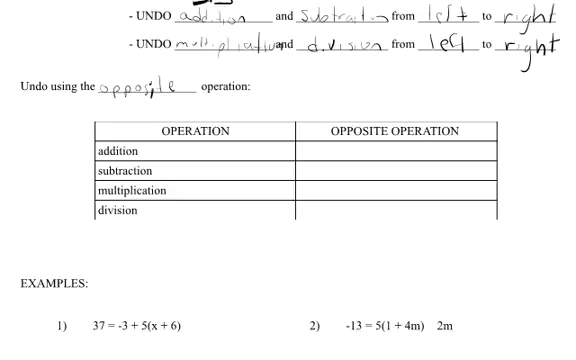 - UNDO addition and subtraction from left to right
- UNDO multiplication and division from left to right
Undo using the opposite operation:
OPERATION OPPOSITE OPERATION
addition
subtraction
multiplication
division
EXAMPLES:
1) 37 = -3 + 5(x + 6) 2) -13 = 5(1 + 4m) 2m